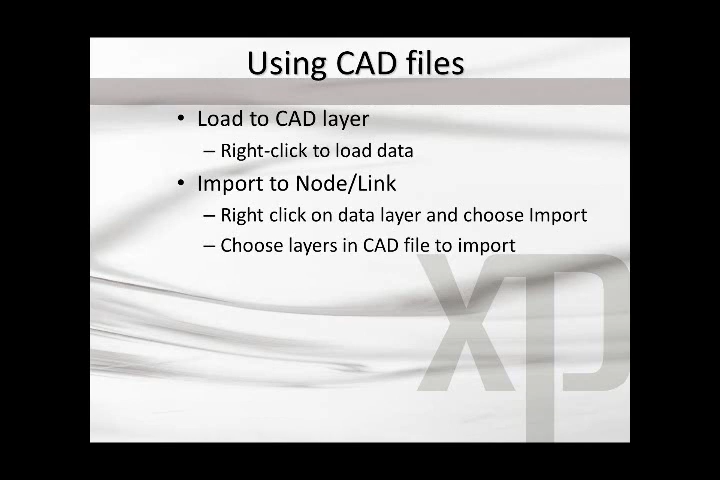 Using CAD files
• Load to CAD layer
– Right-click to load data
• Import to Node/Link
– Right click on data layer and choose Import
– Choose layers in CAD file to import
xp